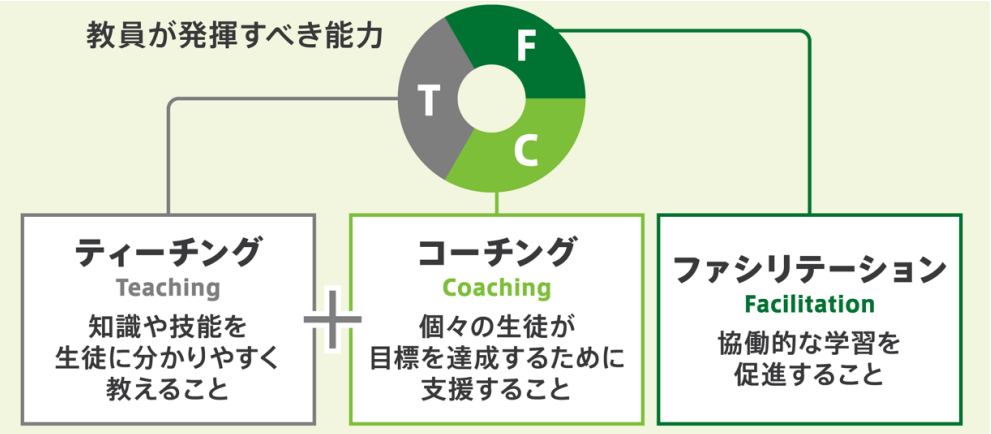 教員が発揮すべき能力
F
T
C
ティーチング
Teaching
知識や技能を
生徒に分かりやすく
教えること
コーチング
Coaching
個々の生徒が
目標を達成するために
支援すること
ファシリテーション
Facilitation
協働的な学習を
促進すること